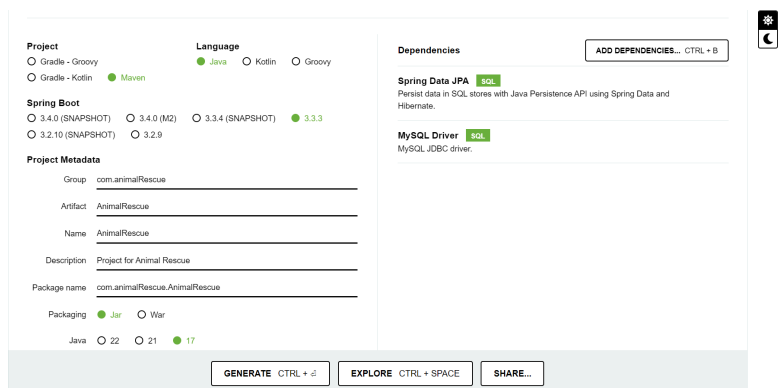 Project
Gradle - Groovy
Gradle - Kotlin Maven
Language
Java Kotlin Groovy
Spring Boot
3.4.0 (SNAPSHOT) 3.4.0 (M2) 3.3.4 (SNAPSHOT) 3.3.3
3.2.10 (SNAPSHOT) 3.2.9
Project Metadata
Group com.animalRescue
Artifact AnimalRescue
Name AnimalRescue
Description Project for Animal Rescue
Package name com.animalRescue.AnimalRescue
Packaging Jar War
Java 22 21 17
Dependencies
ADD DEPENDENCIES... CTRL + B
Spring Data JPA SQL
Persist data in SQL stores with Java Persistence API using Spring Data and
Hibernate.
MySQL Driver SQL
MySQL JDBC driver.
GENERATE CTRL + ⏎
EXPLORE CTRL + SPACE
SHARE...